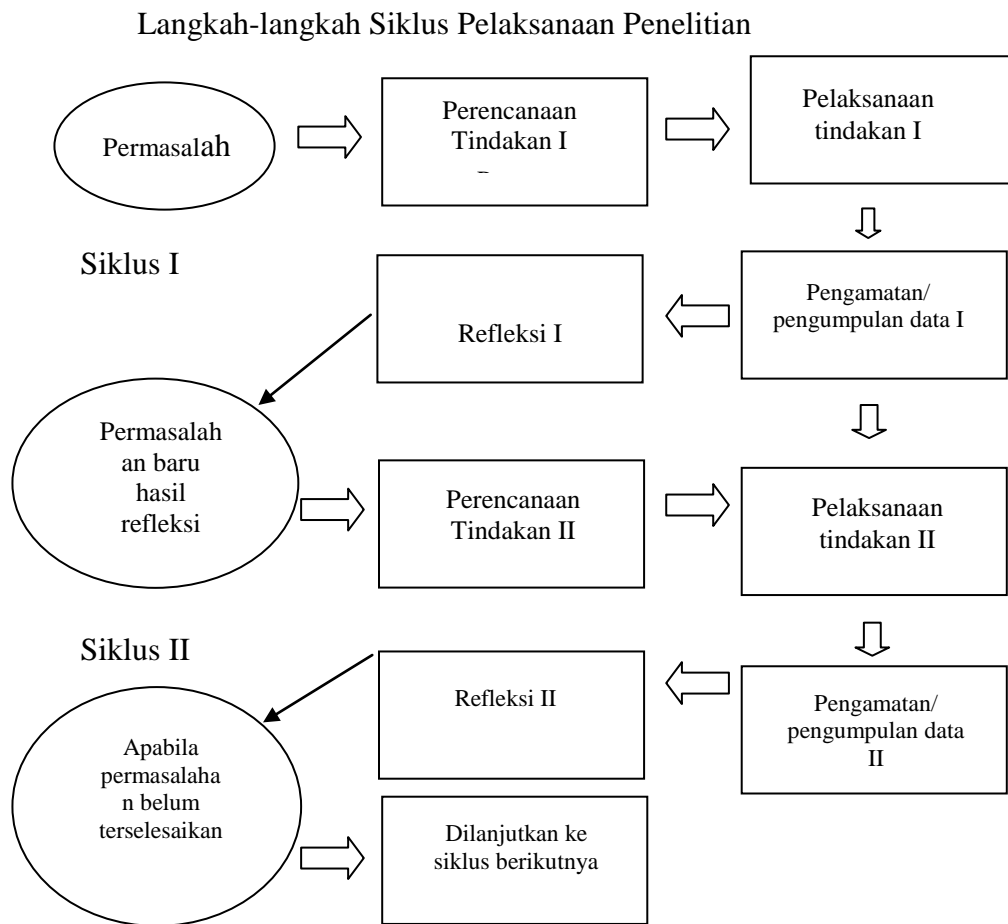 Langkah-langkah Siklus Pelaksanaan Penelitian
Permasalah
Perencanaan
Tindakan I
Pelaksanaan
tindakan I
Siklus I
Refleksi I
Pengamatan/
pengumpulan data I
Permasalah
an baru
hasil
refleksi
Perencanaan
Tindakan II
Pelaksanaan
tindakan II
Siklus II
Refleksi II
Pengamatan/
pengumpulan data
II
Apabila
permasalaha
n belum
terselesaikan
Dilanjutkan ke
siklus berikutnya